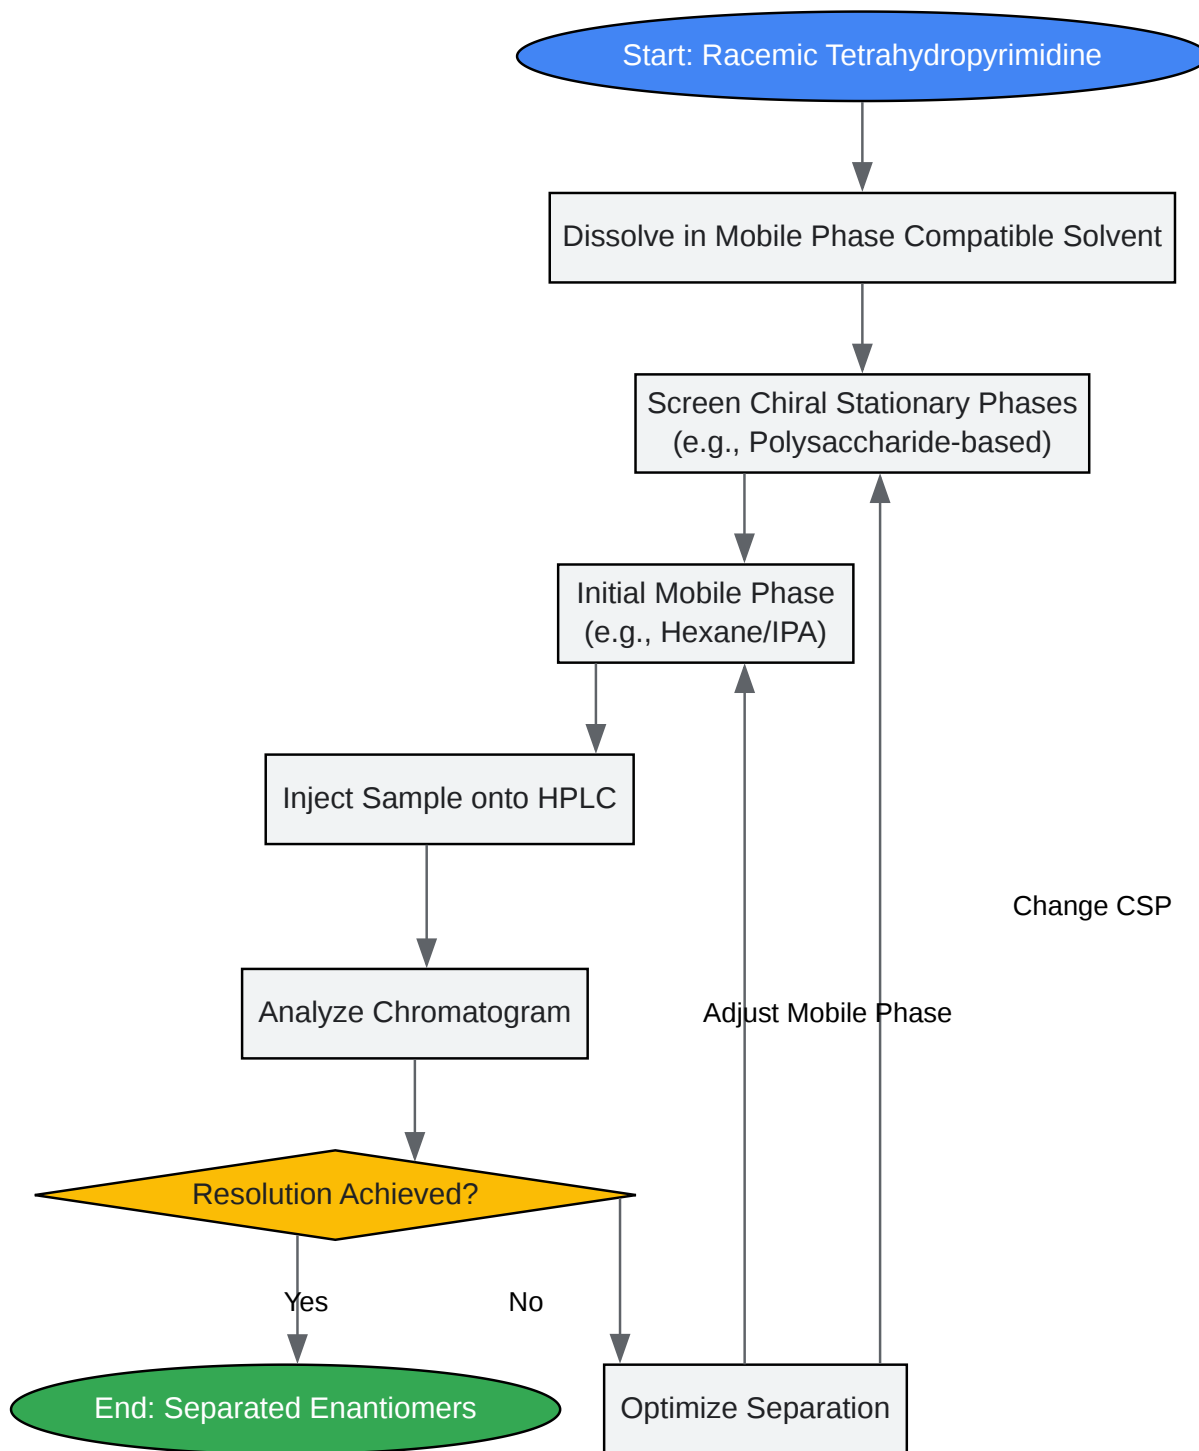 Start: Racemic Tetrahydropyrimidine
Dissolve in Mobile Phase Compatible Solvent
Screen Chiral Stationary Phases
(e.g., Polysaccharide-based)
Initial Mobile Phase
(e.g., Hexane/IPA)
Inject Sample onto HPLC
Change CSP
Analyze Chromatogram
Adjust Mobile Phase
Resolution Achieved?
Yes
No
End: Separated Enantiomers
Optimize Separation